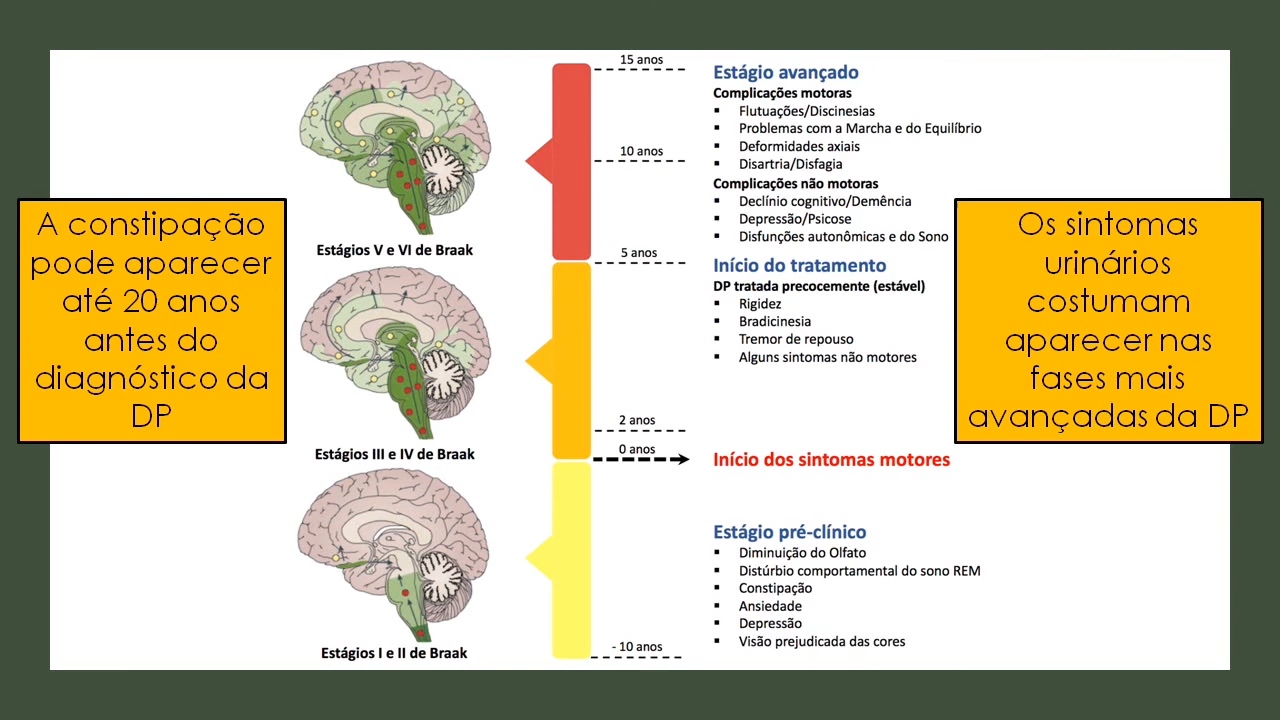 A constipação
pode aparecer
até 20 anos
antes do
diagnóstico da
DP
Estágios V e VI de Braak
Estágios III e IV de Braak
Estágios I e II de Braak
15 anos
10 anos
5 anos
2 anos
0 anos
- 10 anos
Estágio avançado
Complicações motoras
▪ Flutuações/Discinesias
▪ Problemas com a Marcha e do Equilíbrio
▪ Deformidades axiais
▪ Disartria/Disfagia
Complicações não motoras
▪ Declínio cognitivo/Demência
▪ Depressão/Psicose
▪ Disfunções autonômicas e do Sono
Início do tratamento
DP tratada precocemente (estável)
▪ Rigidez
▪ Bradicinesia
▪ Tremor de repouso
▪ Alguns sintomas não motores
Início dos sintomas motores
Estágio pré-clínico
▪ Diminuição do Olfato
▪ Distúrbio comportamental do sono REM
▪ Constipação
▪ Ansiedade
▪ Depressão
▪ Visão prejudicada das cores
Os sintomas
urinários
costumam
aparecer nas
fases mais
avançadas da DP